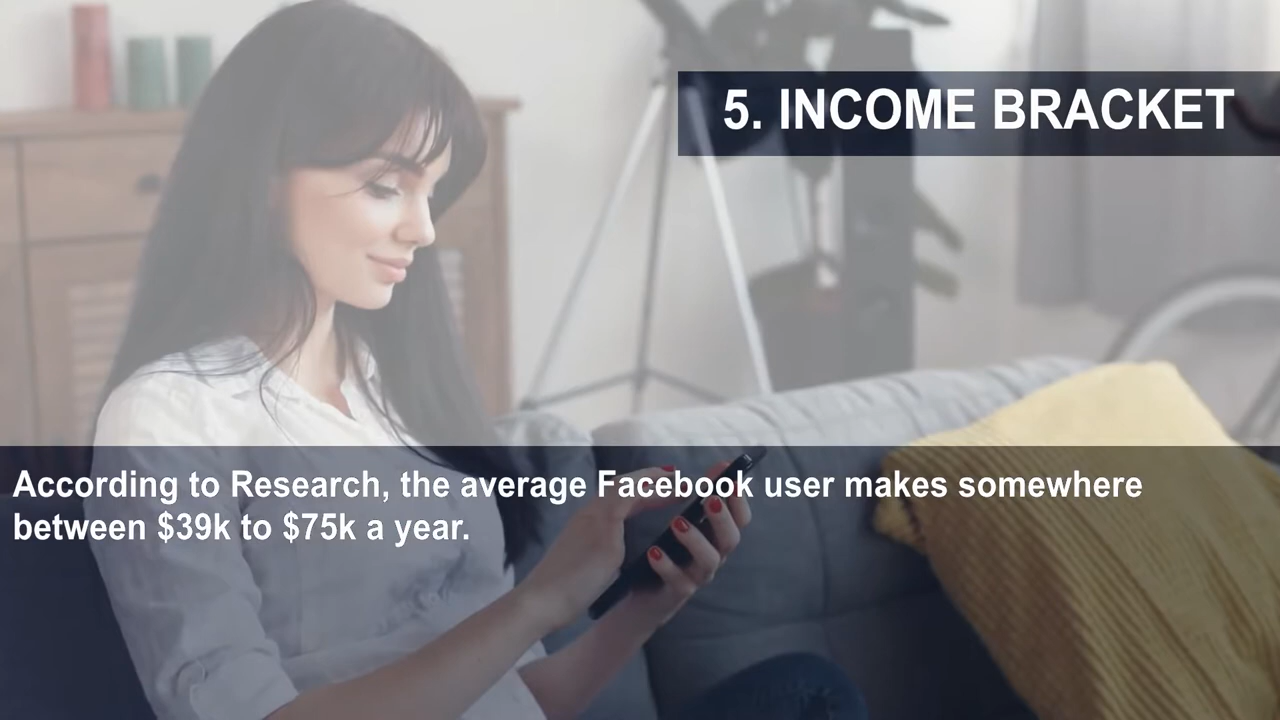 5. INCOME BRACKET
According to Research, the average Facebook user makes somewhere
between $39k to $75k a year.